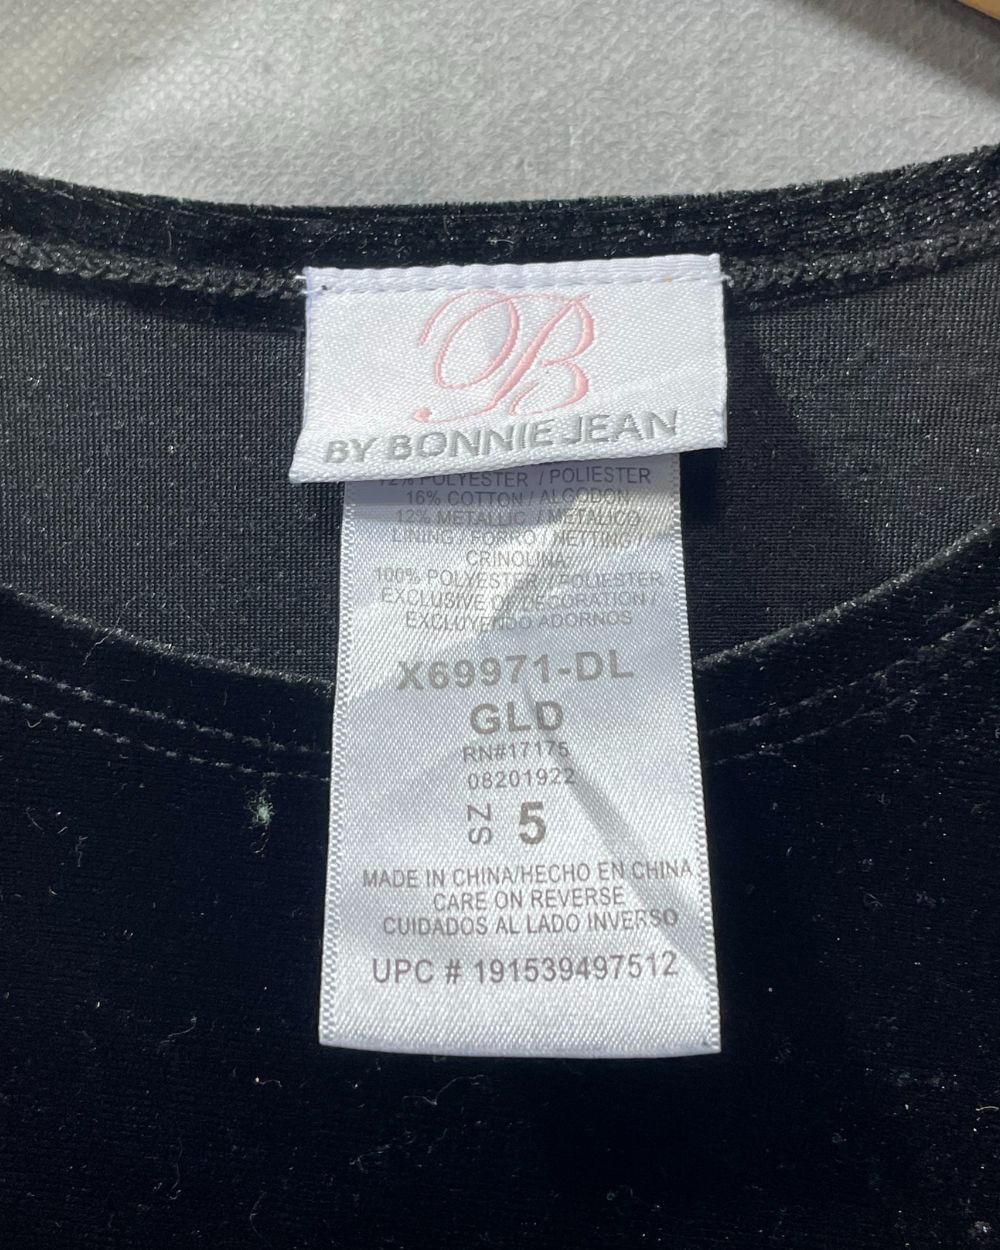 B
BY BONNIE JEAN
72% POLYESTER / POLIESTER
16% COTTON / ALGODON
12% METALLIC / METALICO
LINING / FORRO / NETTING /
CRINOLINA
100% POLYESTER / POLIESTER
EXCLUSIVE OF DECORATION /
EXCLUYENDO ADORNOS
X69971-DL
GLD
RN#17175
08201922
SZ 5
MADE IN CHINA/HECHO EN CHINA
CARE ON REVERSE
CUIDADOS AL LADO INVERSO
UPC # 191539497512